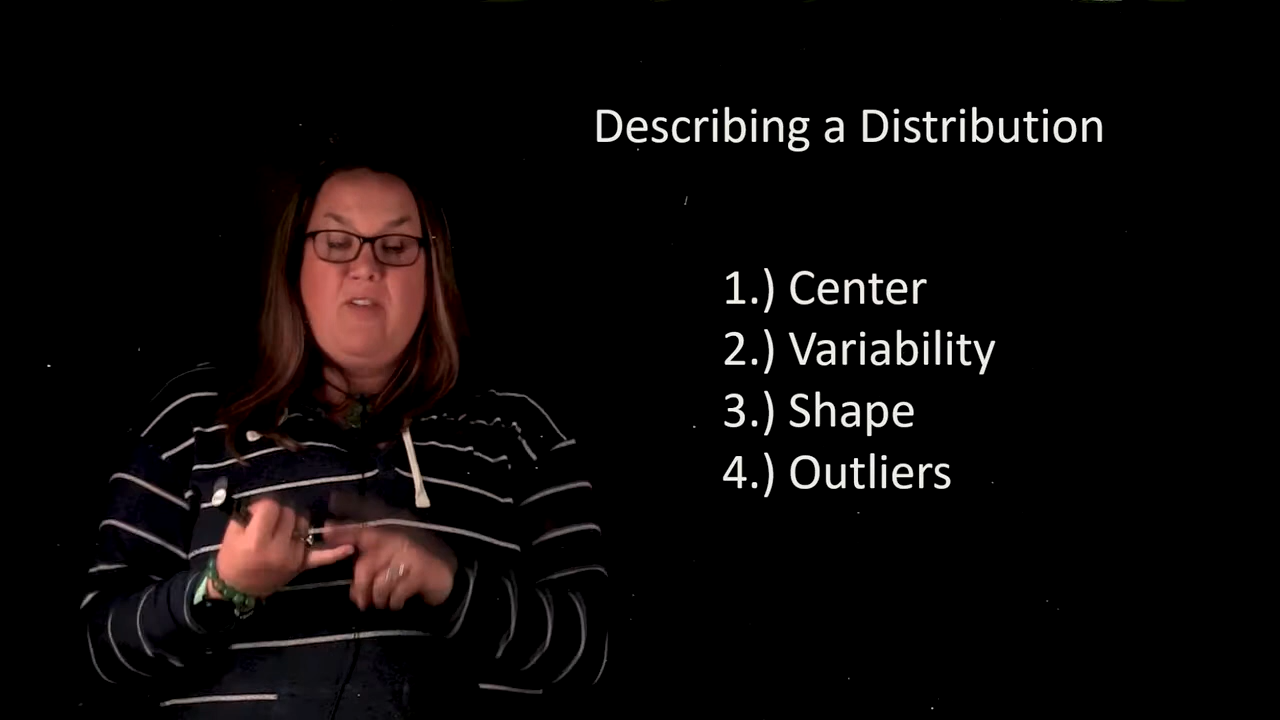 Describing a Distribution
1.) Center
2.) Variability
3.) Shape
4.) Outliers